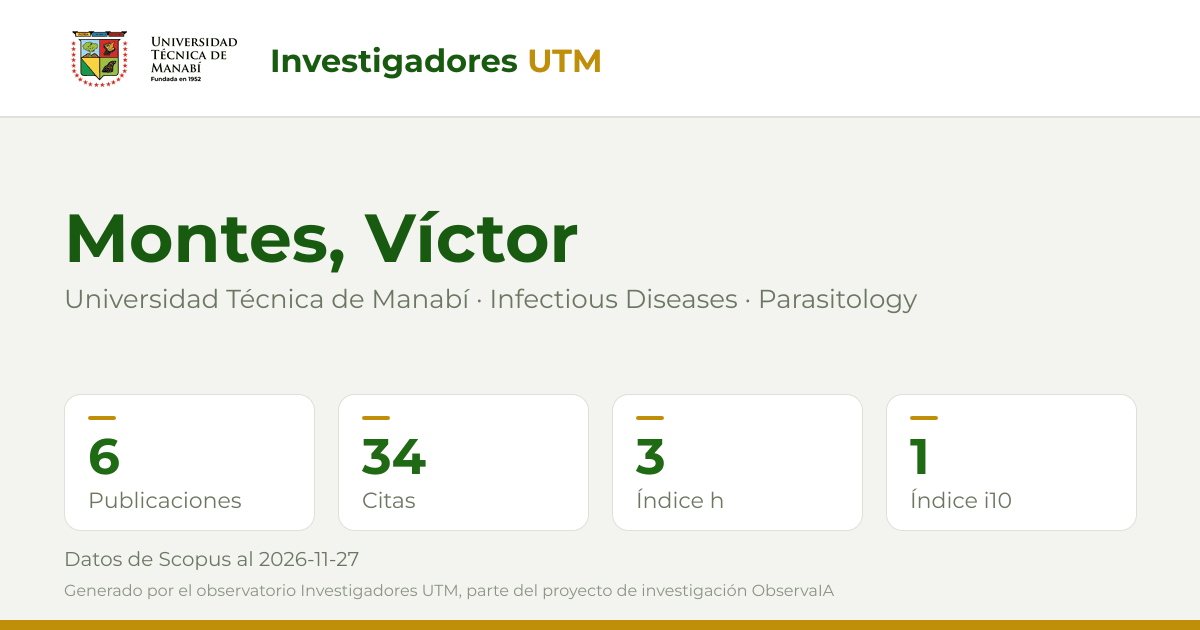 UNIVERSIDAD
TÉCNICA DE
MANABÍ
Fundada en 1952
Investigadores UTM
Montes, Víctor
Universidad Técnica de Manabí · Infectious Diseases · Parasitology
6
Publicaciones
34
Citas
3
Índice h
1
Índice i10
Datos de Scopus al 2026-11-27
Generado por el observatorio Investigadores UTM, parte del proyecto de investigación ObservaIA